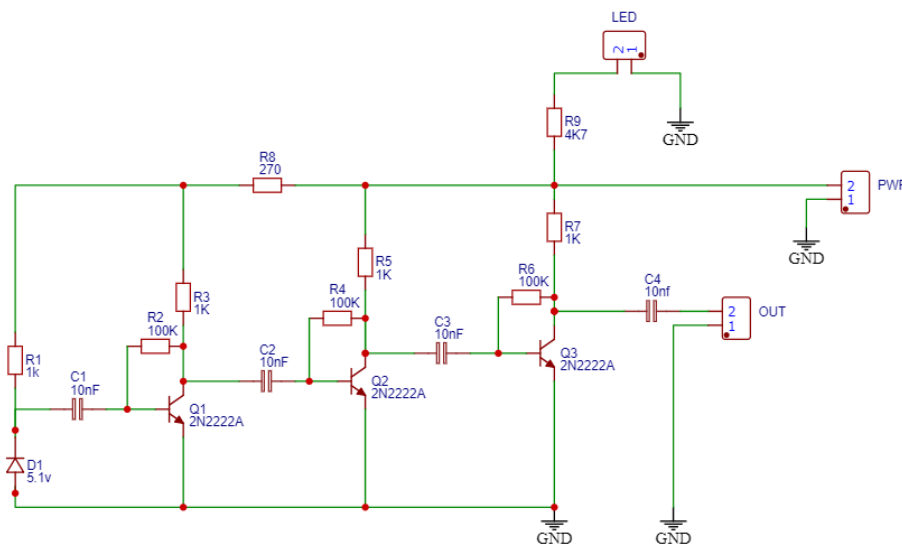 LED
2
1
R9
4K7
GND
R8
270
2
1
PWR
GND
R7
1K
R5
1K
R6
100K
C4
10nf
R3
1K
R4
100K
2
1
OUT
R2
100K
C3
10nF
R1
1k
C2
10nF
Q3
2N2222A
C1
10nF
Q2
2N2222A
Q1
2N2222A
D1
5.1v
GND
GND